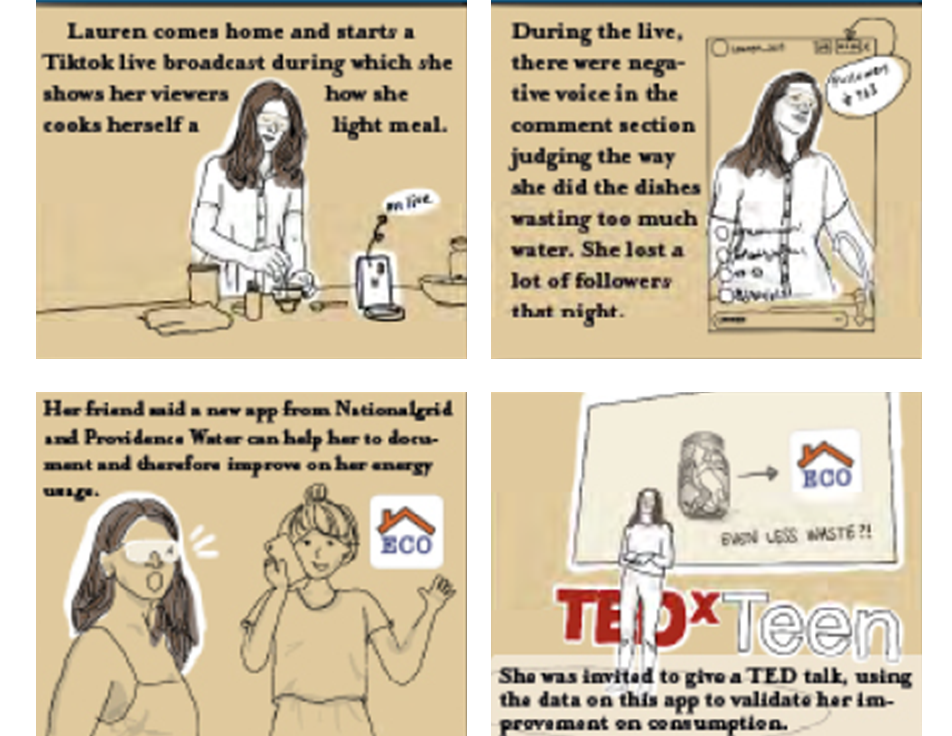 Lauren comes home and starts a
Tiktok live broadcast during which she
shows her viewers how she
cooks herself a light meal.
on live
During the live,
there were nega-
tive voice in the
comment section
judging the way
she did the dishes
wasting too much
water. She lost a
lot of followers
that night.
followers
Her friend said a new app from Nationalgrid
and Providence Water can help her to docu-
ment and therefore improve on her energy
usage.
ECO
ECO
EVEN LESS WASTE?!
TEDxTeen
She was invited to give a TED talk, using
the data on this app to validate her im-
provement on consumption.